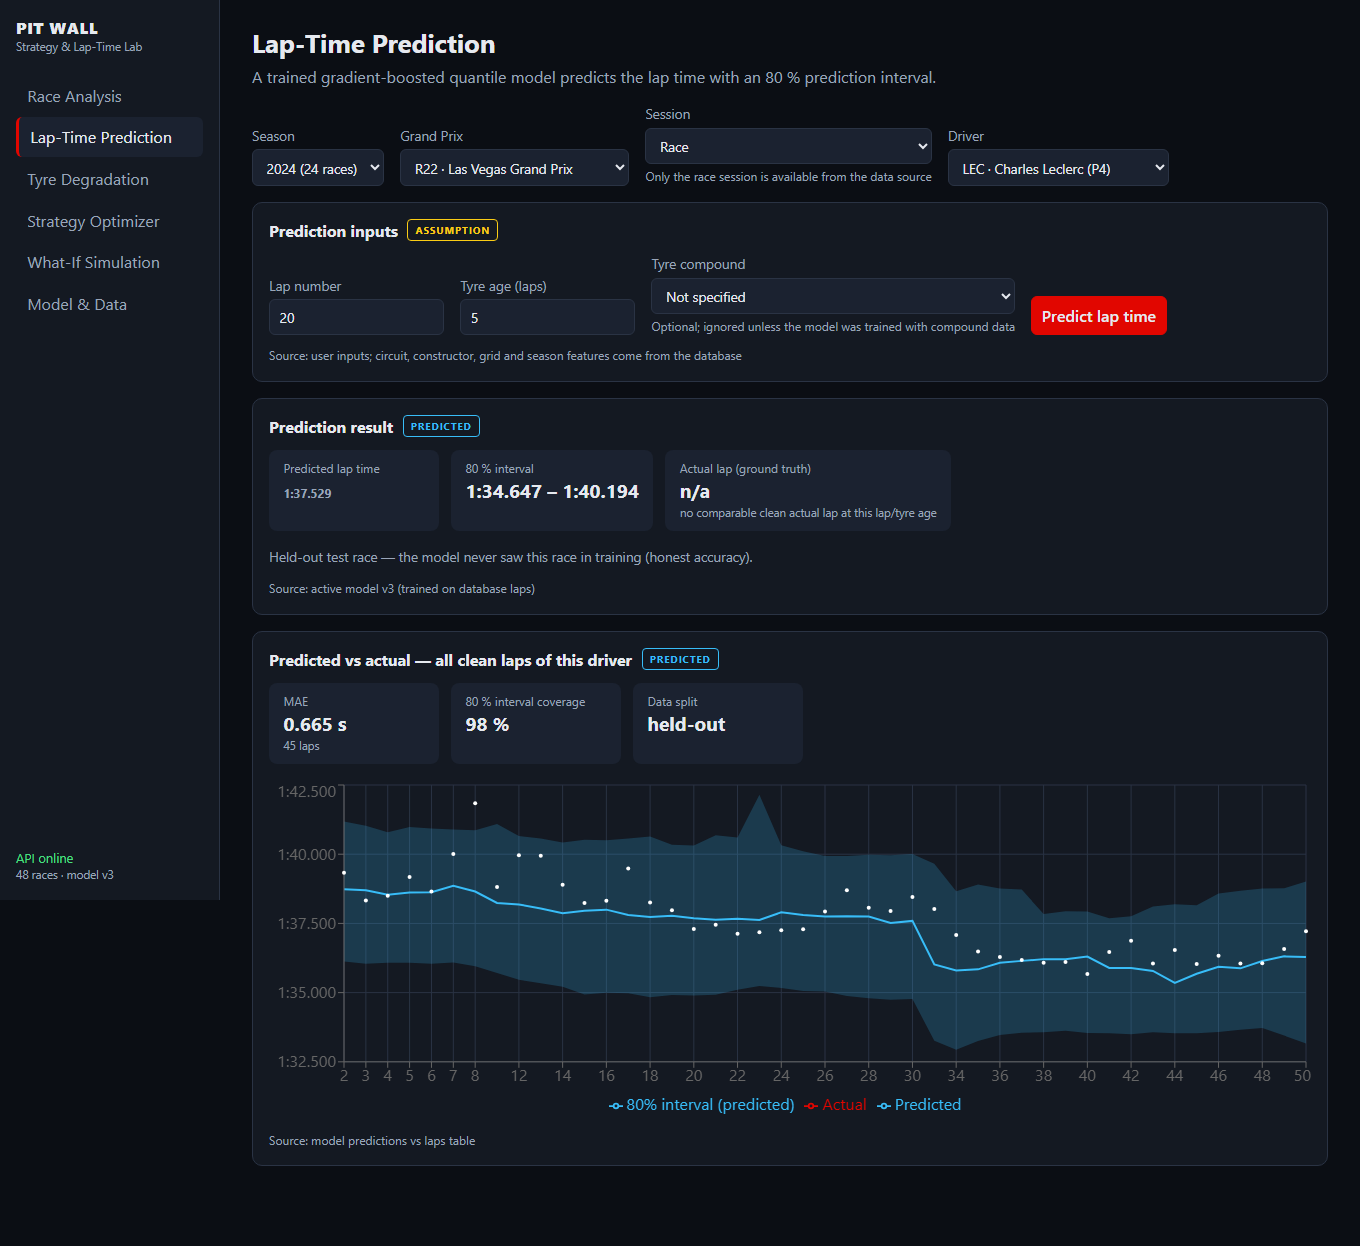 PIT WALL
Strategy & Lap-Time Lab
Race Analysis
Lap-Time Prediction
Tyre Degradation
Strategy Optimizer
What-If Simulation
Model & Data
API online
48 races · model v3
Lap-Time Prediction
A trained gradient-boosted quantile model predicts the lap time with an 80 % prediction interval.
Season
2024 (24 races)
Grand Prix
R22 · Las Vegas Grand Prix
Session
Race
Only the race session is available from the data source
Driver
LEC · Charles Leclerc (P4)
Prediction inputs ASSUMPTION
Lap number
20
Tyre age (laps)
5
Tyre compound
Not specified
Optional; ignored unless the model was trained with compound data
Predict lap time
Source: user inputs; circuit, constructor, grid and season features come from the database
Prediction result PREDICTED
Predicted lap time
1:37.529
80 % interval
1:34.647 – 1:40.194
Actual lap (ground truth)
n/a
no comparable clean actual lap at this lap/tyre age
Held-out test race — the model never saw this race in training (honest accuracy).
Source: active model v3 (trained on database laps)
Predicted vs actual — all clean laps of this driver PREDICTED
MAE
0.665 s
45 laps
80 % interval coverage
98 %
Data split
held-out
1:42.500
1:40.000
1:37.500
1:35.000
1:32.500
2 3 4 5 6 7 8 12 14 16 18 20 22 24 26 28 30 34 36 38 40 42 44 46 48 50
80% interval (predicted) Actual Predicted
Source: model predictions vs laps table